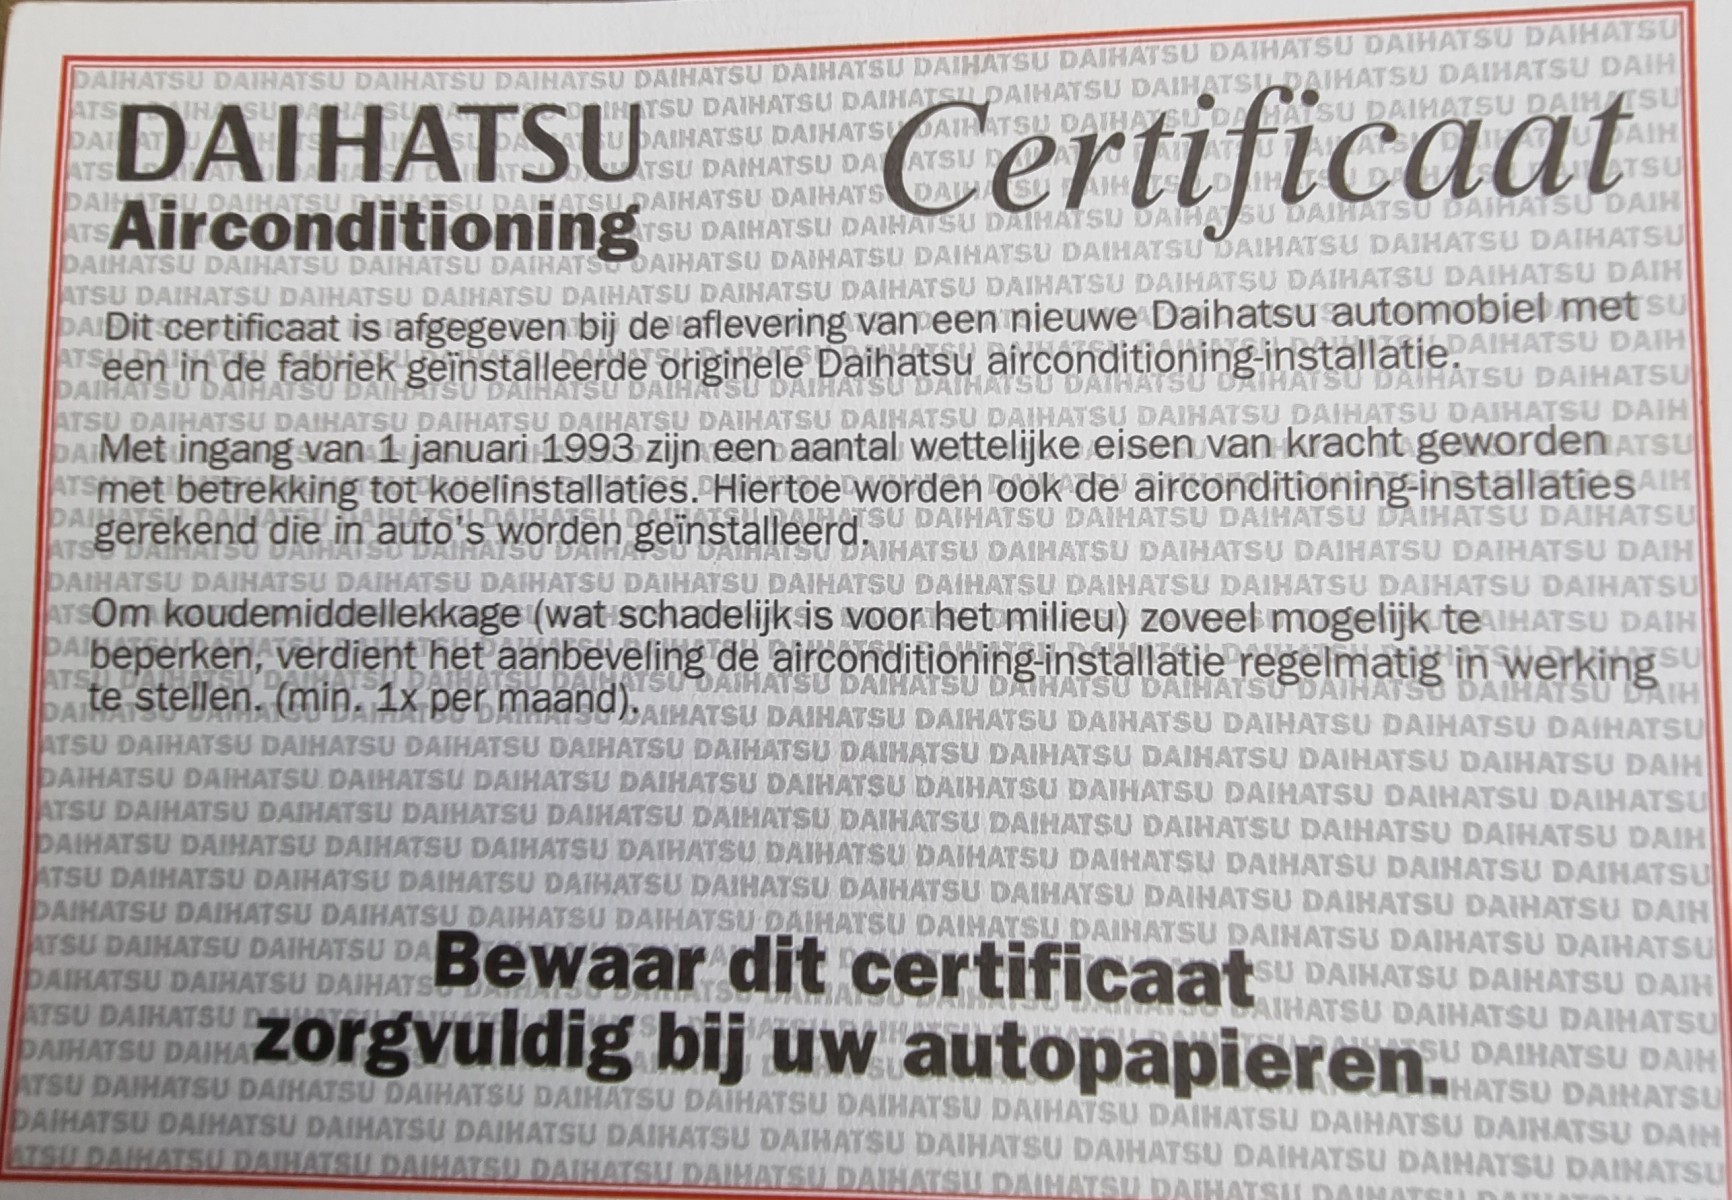 DAIHATSU
Airconditioning
Certificaat
Dit certificaat is afgegeven bij de aflevering van een nieuwe Daihatsu automobiel met
een in de fabriek geïnstalleerde originele Daihatsu airconditioning-installatie.
Met ingang van 1 januari 1993 zijn een aantal wettelijke eisen van kracht geworden
met betrekking tot koelinstallaties. Hiertoe worden ook de airconditioning-installaties
gerekend die in auto's worden geïnstalleerd.
Om koudemiddellekkage (wat schadelijk is voor het milieu) zoveel mogelijk te
beperken, verdient het aanbeveling de airconditioning-installatie regelmatig in werking
te stellen. (min. 1x per maand).
Bewaar dit certificaat
zorgvuldig bij uw autopapieren.